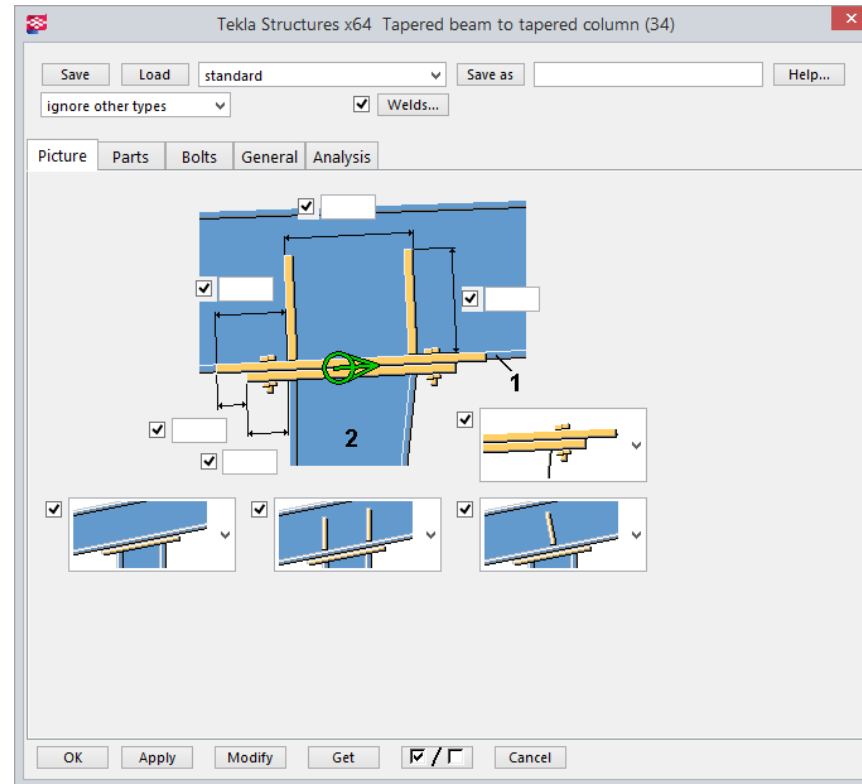 Tekla Structures x64 Tapered beam to tapered column (34)
Save Load standard Save as Help...
ignore other types Welds...
Picture Parts Bolts General Analysis
1
2
OK Apply Modify Get / Cancel